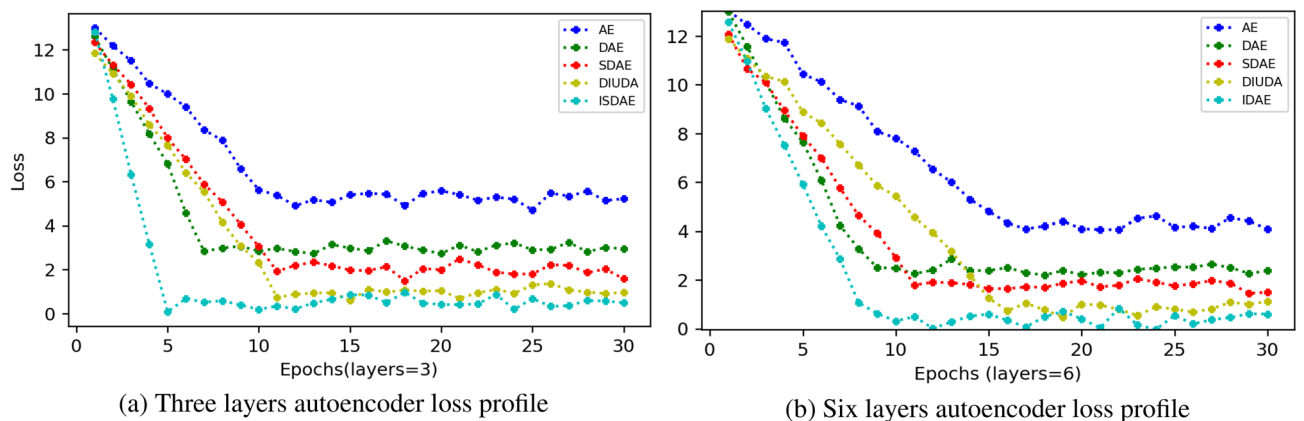 Loss
12
10
8
6
4
2
0
AE
DAE
SDAE
DIUDA
ISDAE
0 5 10 15 20 25 30
Epochs(layers=3)
(a) Three layers autoencoder loss profile
12
10
8
6
4
2
0
AE
DAE
SDAE
DIUDA
IDAE
0 5 10 15 20 25 30
Epochs (layers=6)
(b) Six layers autoencoder loss profile